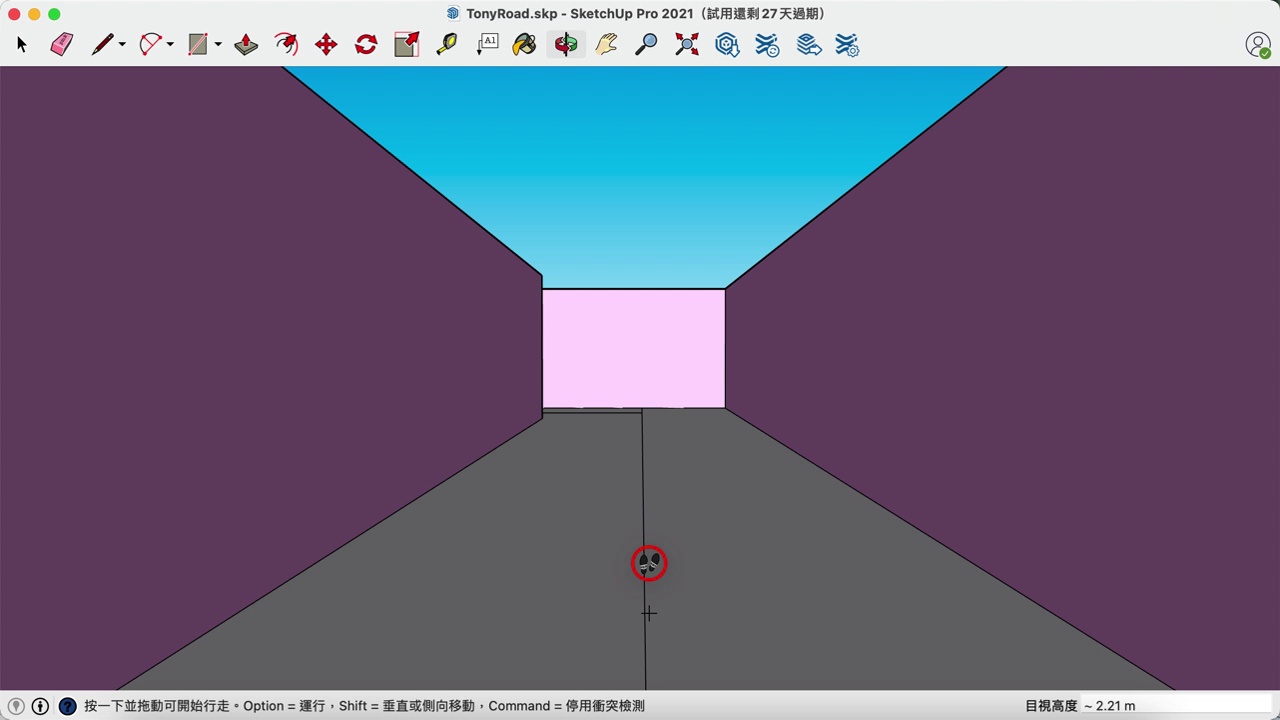 TonyRoad.skp - SketchUp Pro 2021（試用還剩 27 天過期）
A1
按一下並拖動可開始行走。Option = 運行，Shift = 垂直或側向移動，Command = 停用衝突檢測
目視高度 ~ 2.21 m